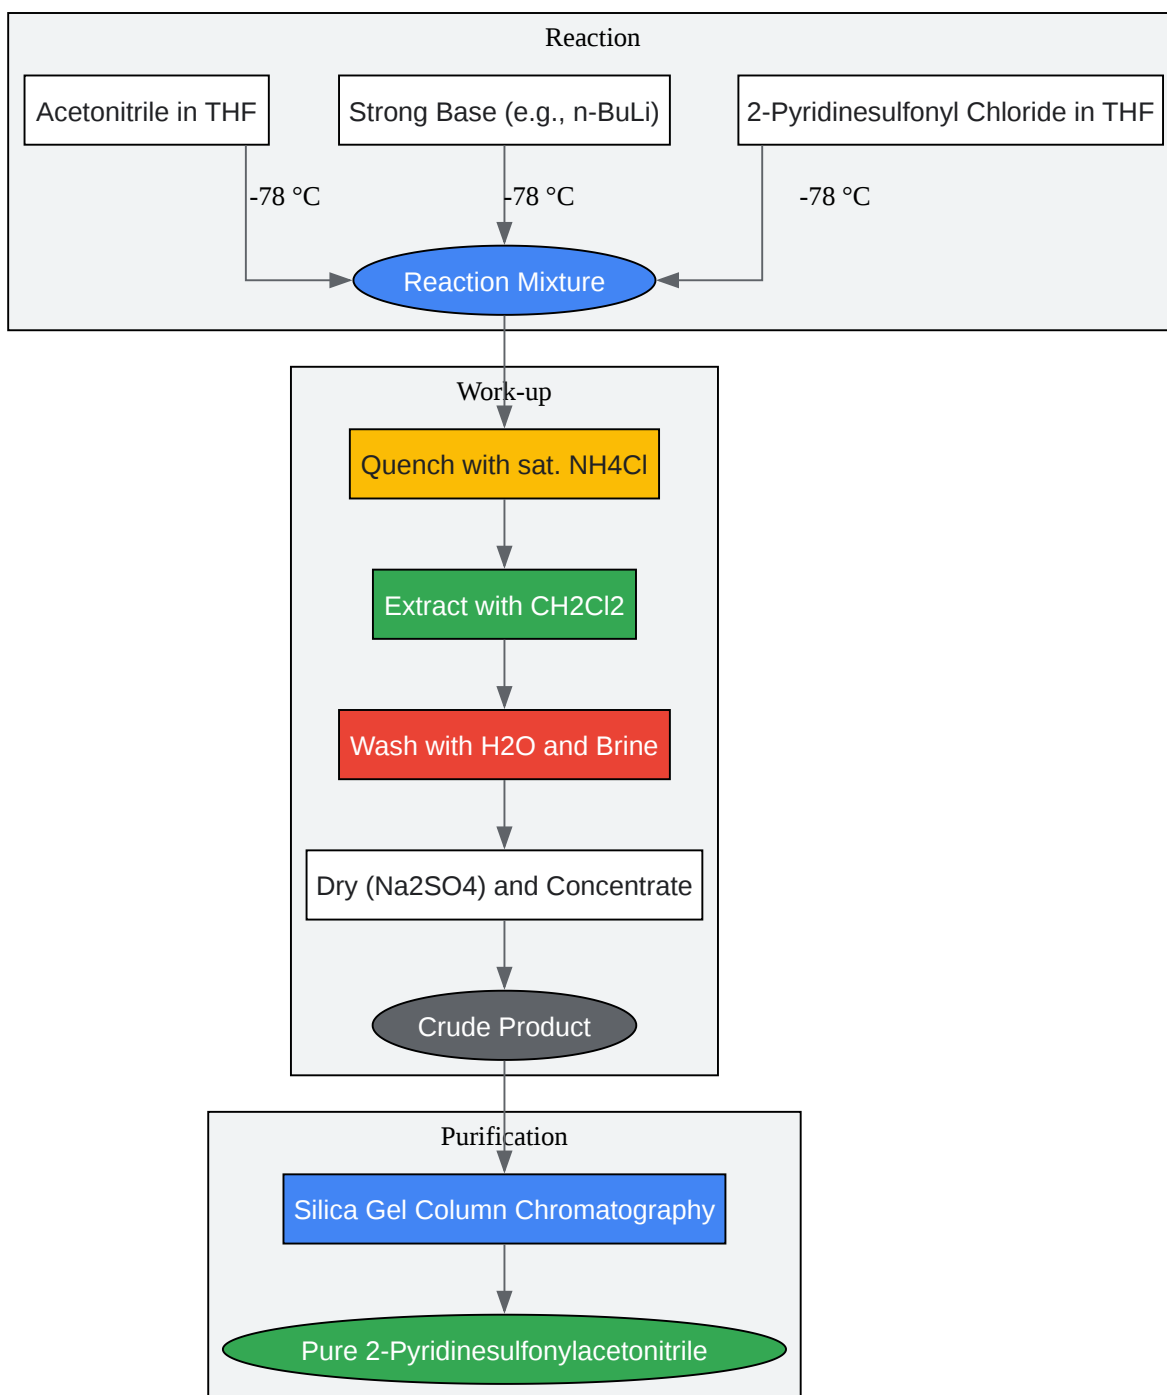 Reaction
Acetonitrile in THF
Strong Base (e.g., n-BuLi)
2-Pyridinesulfonyl Chloride in THF
-78 °C
-78 °C
-78 °C
Reaction Mixture
Work-up
Quench with sat. NH4Cl
Extract with CH2Cl2
Wash with H2O and Brine
Dry (Na2SO4) and Concentrate
Crude Product
Purification
Silica Gel Column Chromatography
Pure 2-Pyridinesulfonylacetonitrile